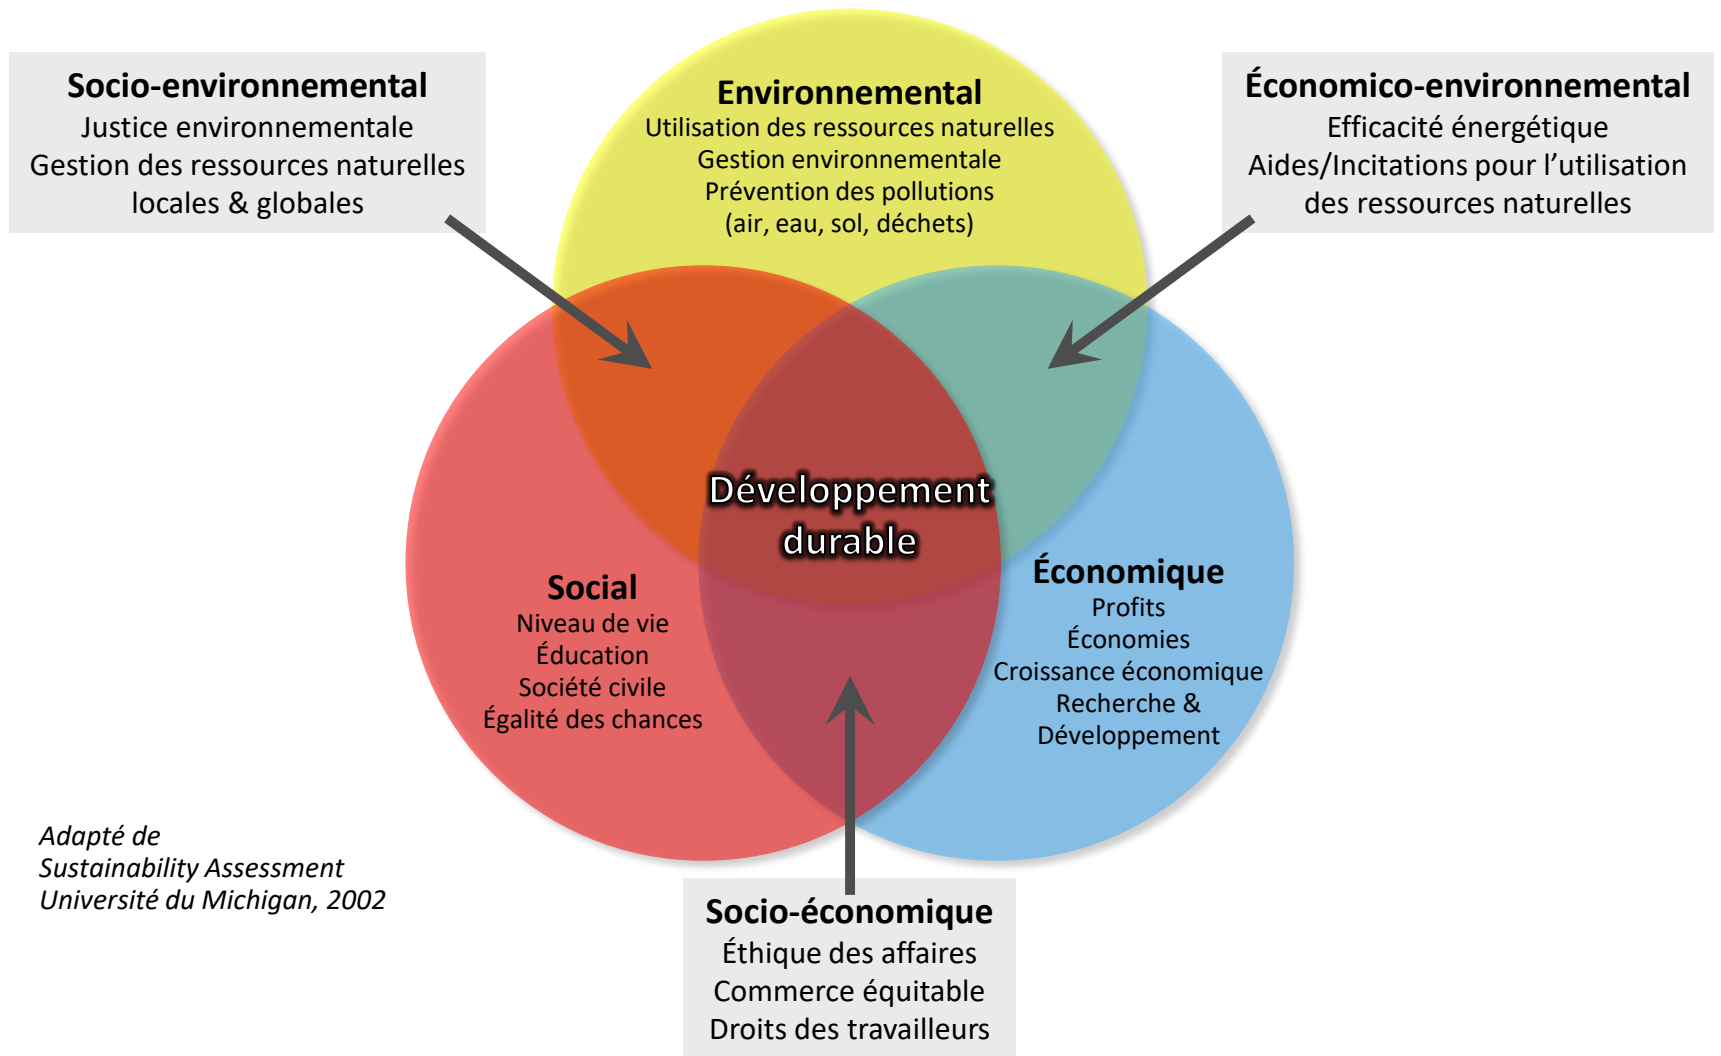 Socio-environnemental
Justice environnementale
Gestion des ressources naturelles
locales & globales
Environnemental
Utilisation des ressources naturelles
Gestion environnementale
Prévention des pollutions
(air, eau, sol, déchets)
Économico-environnemental
Efficacité énergétique
Aides/Incitations pour l’utilisation
des ressources naturelles
Développement
durable
Social
Niveau de vie
Éducation
Société civile
Égalité des chances
Économique
Profits
Économies
Croissance économique
Recherche &
Développement
Adapté de
Sustainability Assessment
Université du Michigan, 2002
Socio-économique
Éthique des affaires
Commerce équitable
Droits des travailleurs